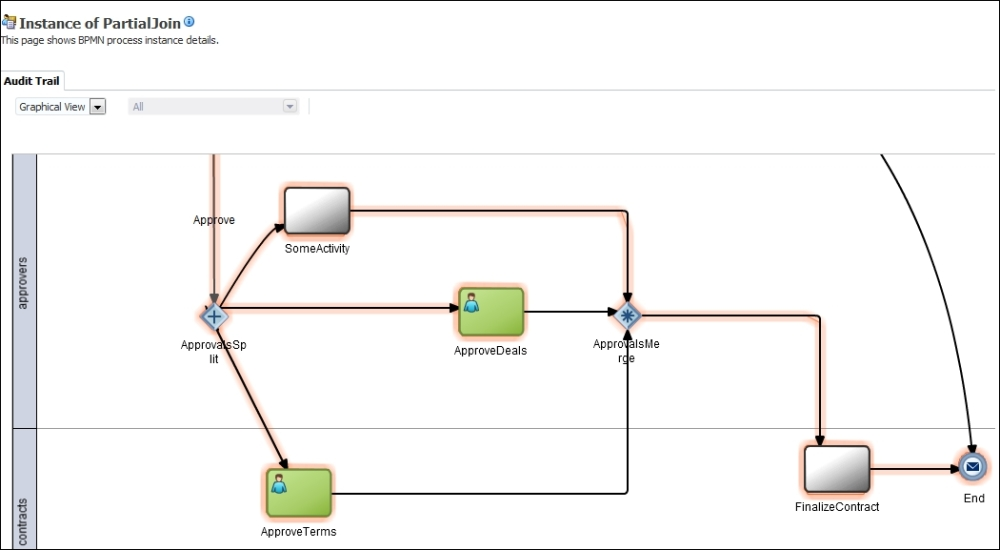 Instance of PartialJoin
This page shows BPMN process instance details.
Audit Trail
Graphical View
All
approvers
Approve
SomeActivity
ApprovalsSp
lit
ApproveDeals
ApprovalsMe
rge
contracts
ApproveTerms
FinalizeContract
End